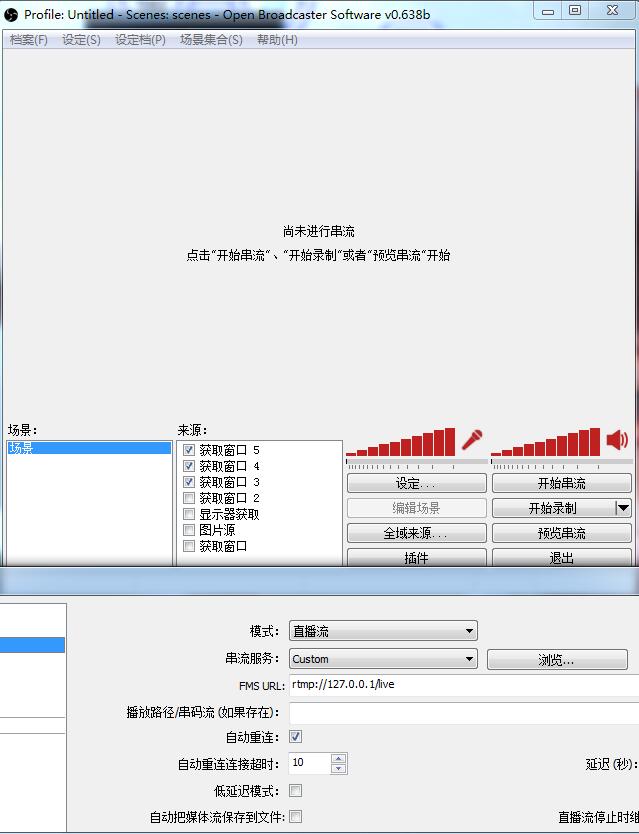 Profile: Untitled - Scenes: scenes - Open Broadcaster Software v0.638b
档案(F) 设定(S) 设定档(P) 场景集合(S) 帮助(H)
尚未进行串流
点击"开始串流"、"开始录制"或者"预览串流"开始
场景:
场景
来源:
获取窗口 5
获取窗口 4
获取窗口 3
获取窗口 2
显示器获取
图片源
获取窗口
设定... 开始串流
编辑场景 开始录制
全域来源... 预览串流
插件 退出
模式: 直播流
串流服务: Custom 浏览...
FMS URL: rtmp://127.0.0.1/live
播放路径/串码流(如果存在):
自动重连:
自动重连连接超时: 10 延迟(秒):
低延迟模式:
自动把媒体流保存到文件: 直播流停止时继